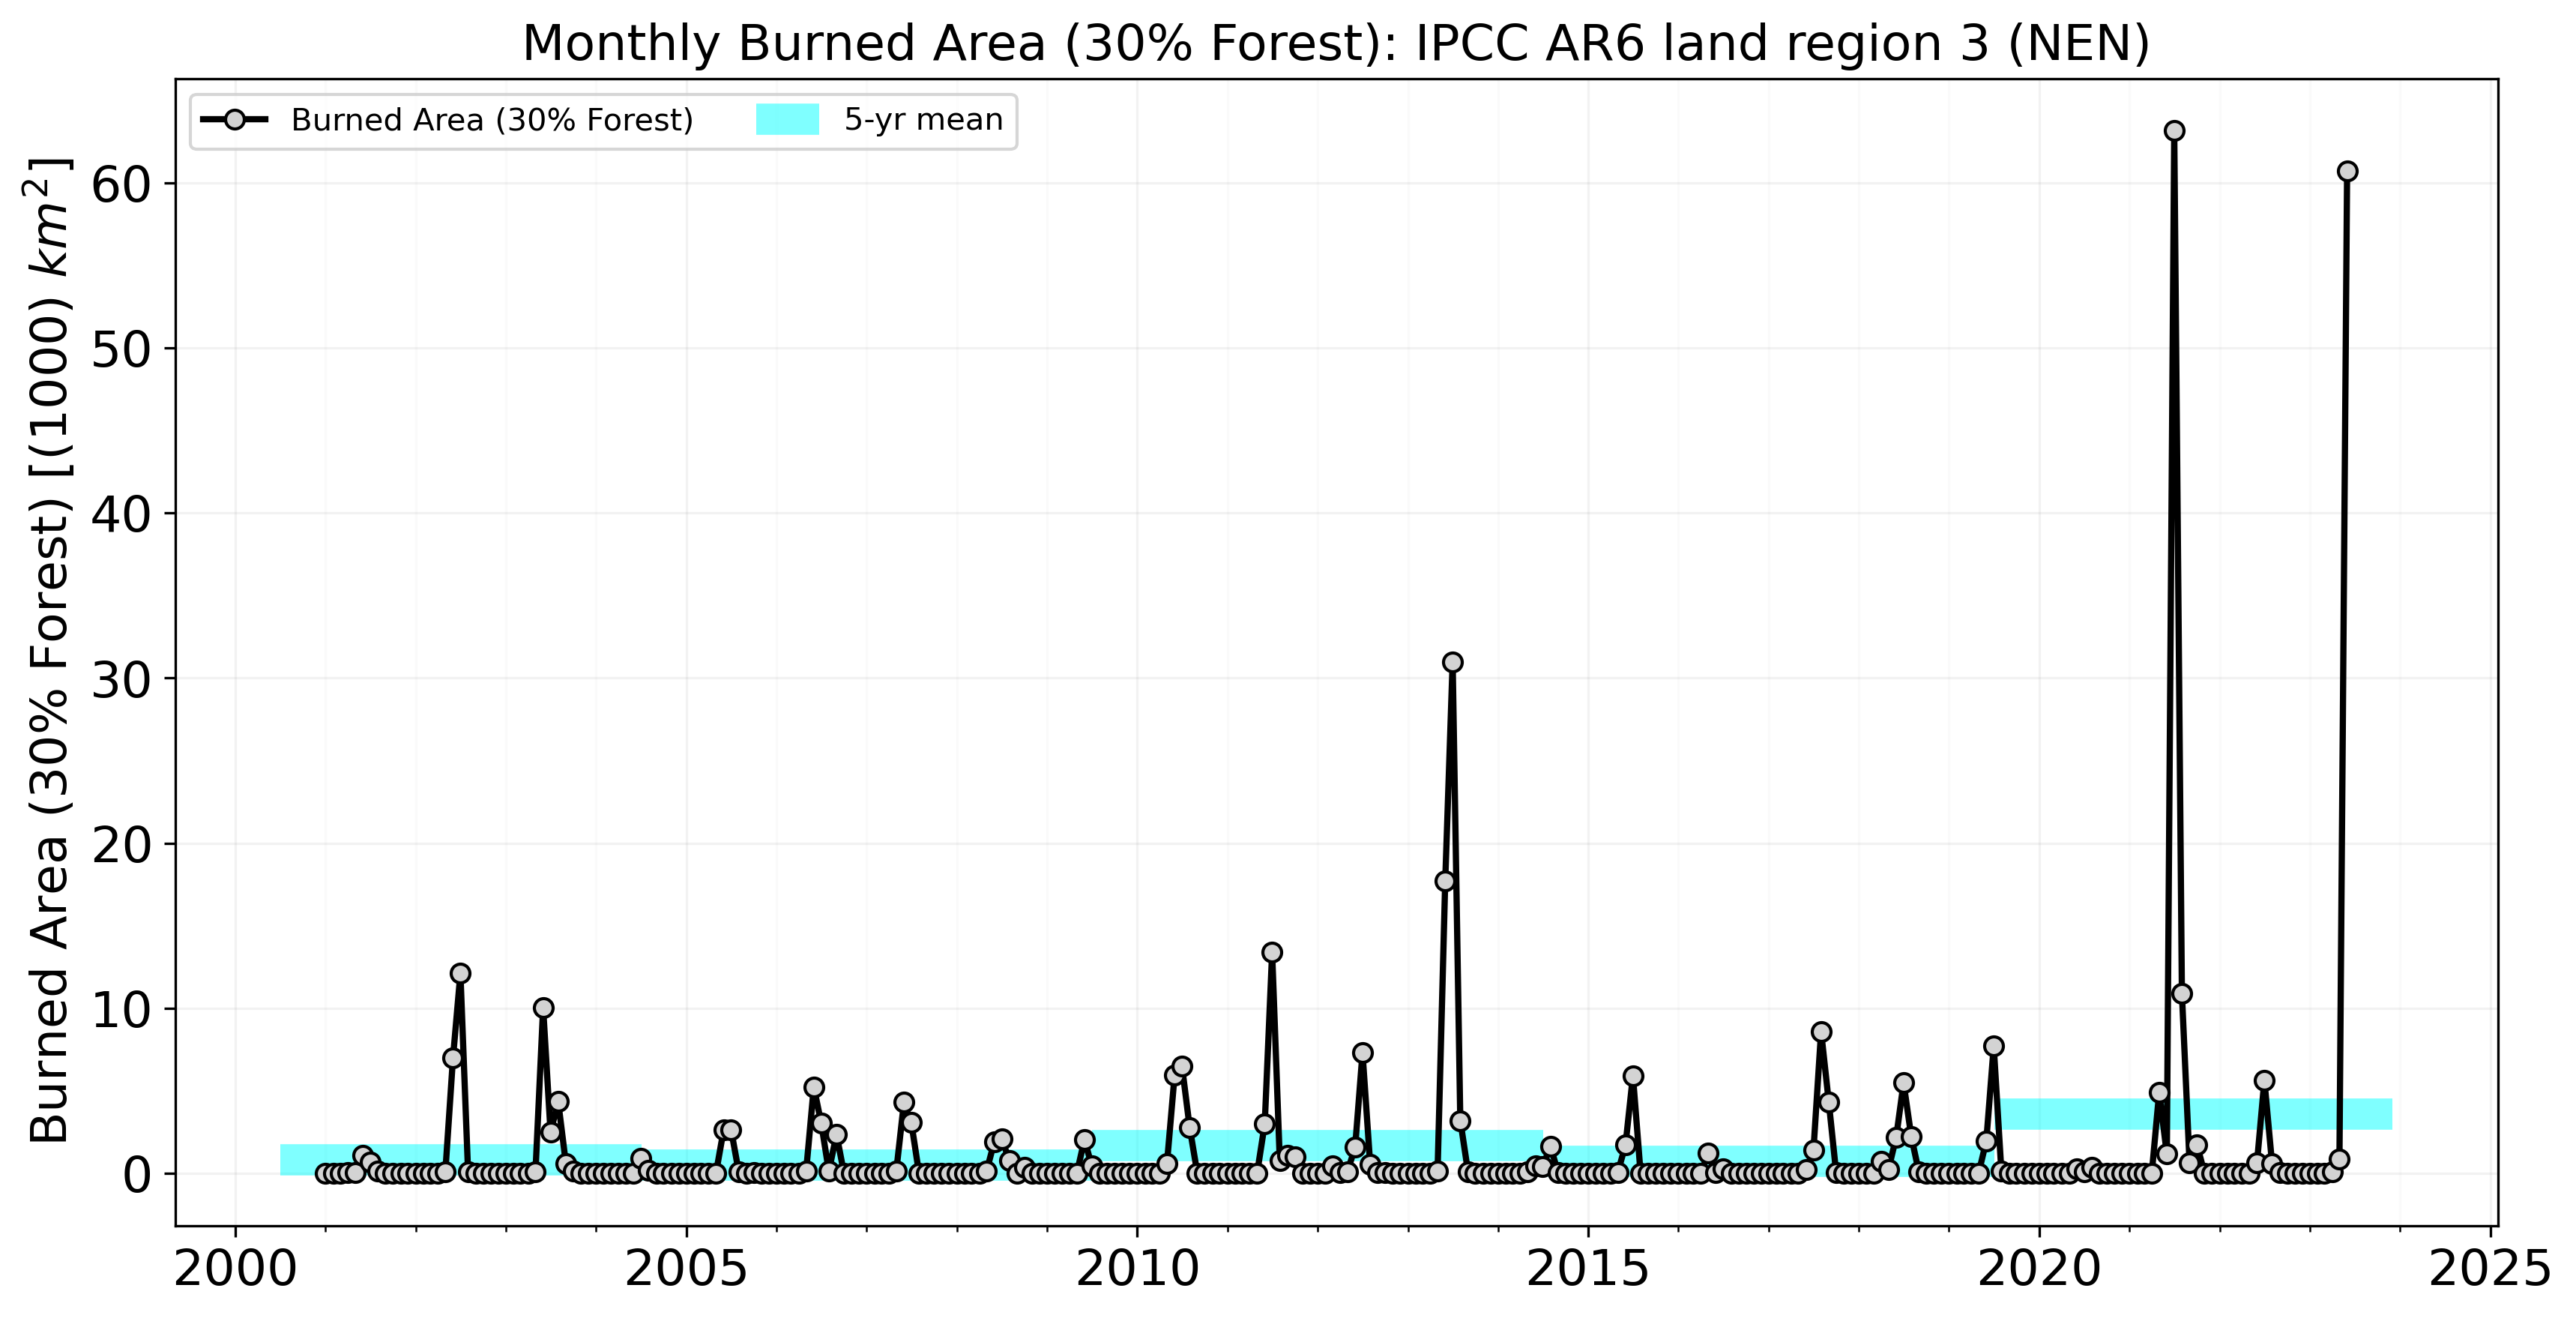 Monthly Burned Area (30% Forest): IPCC AR6 land region 3 (NEN)
Burned Area (30% Forest) 5-yr mean
Burned Area (30% Forest) [(1000) km²]
60
50
40
30
20
10
0
2000 2005 2010 2015 2020 2025